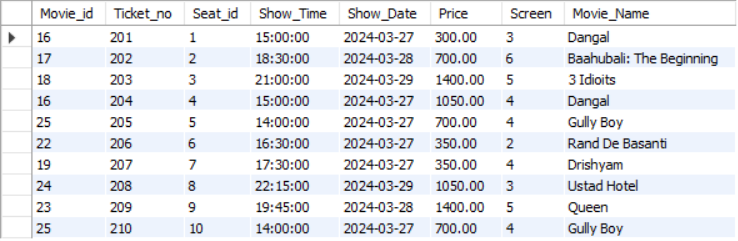 Movie_id Ticket_no Seat_id Show_Time Show_Date Price Screen Movie_Name
16 201 1 15:00:00 2024-03-27 300.00 3 Dangal
17 202 2 18:30:00 2024-03-28 700.00 6 Baahubali: The Beginning
18 203 3 21:00:00 2024-03-29 1400.00 5 3 Idioits
16 204 4 15:00:00 2024-03-27 1050.00 4 Dangal
25 205 5 14:00:00 2024-03-27 700.00 4 Gully Boy
22 206 6 16:30:00 2024-03-27 350.00 2 Rand De Basanti
19 207 7 17:30:00 2024-03-27 350.00 4 Drishyam
24 208 8 22:15:00 2024-03-29 1050.00 3 Ustad Hotel
23 209 9 19:45:00 2024-03-28 1400.00 5 Queen
25 210 10 14:00:00 2024-03-27 700.00 4 Gully Boy